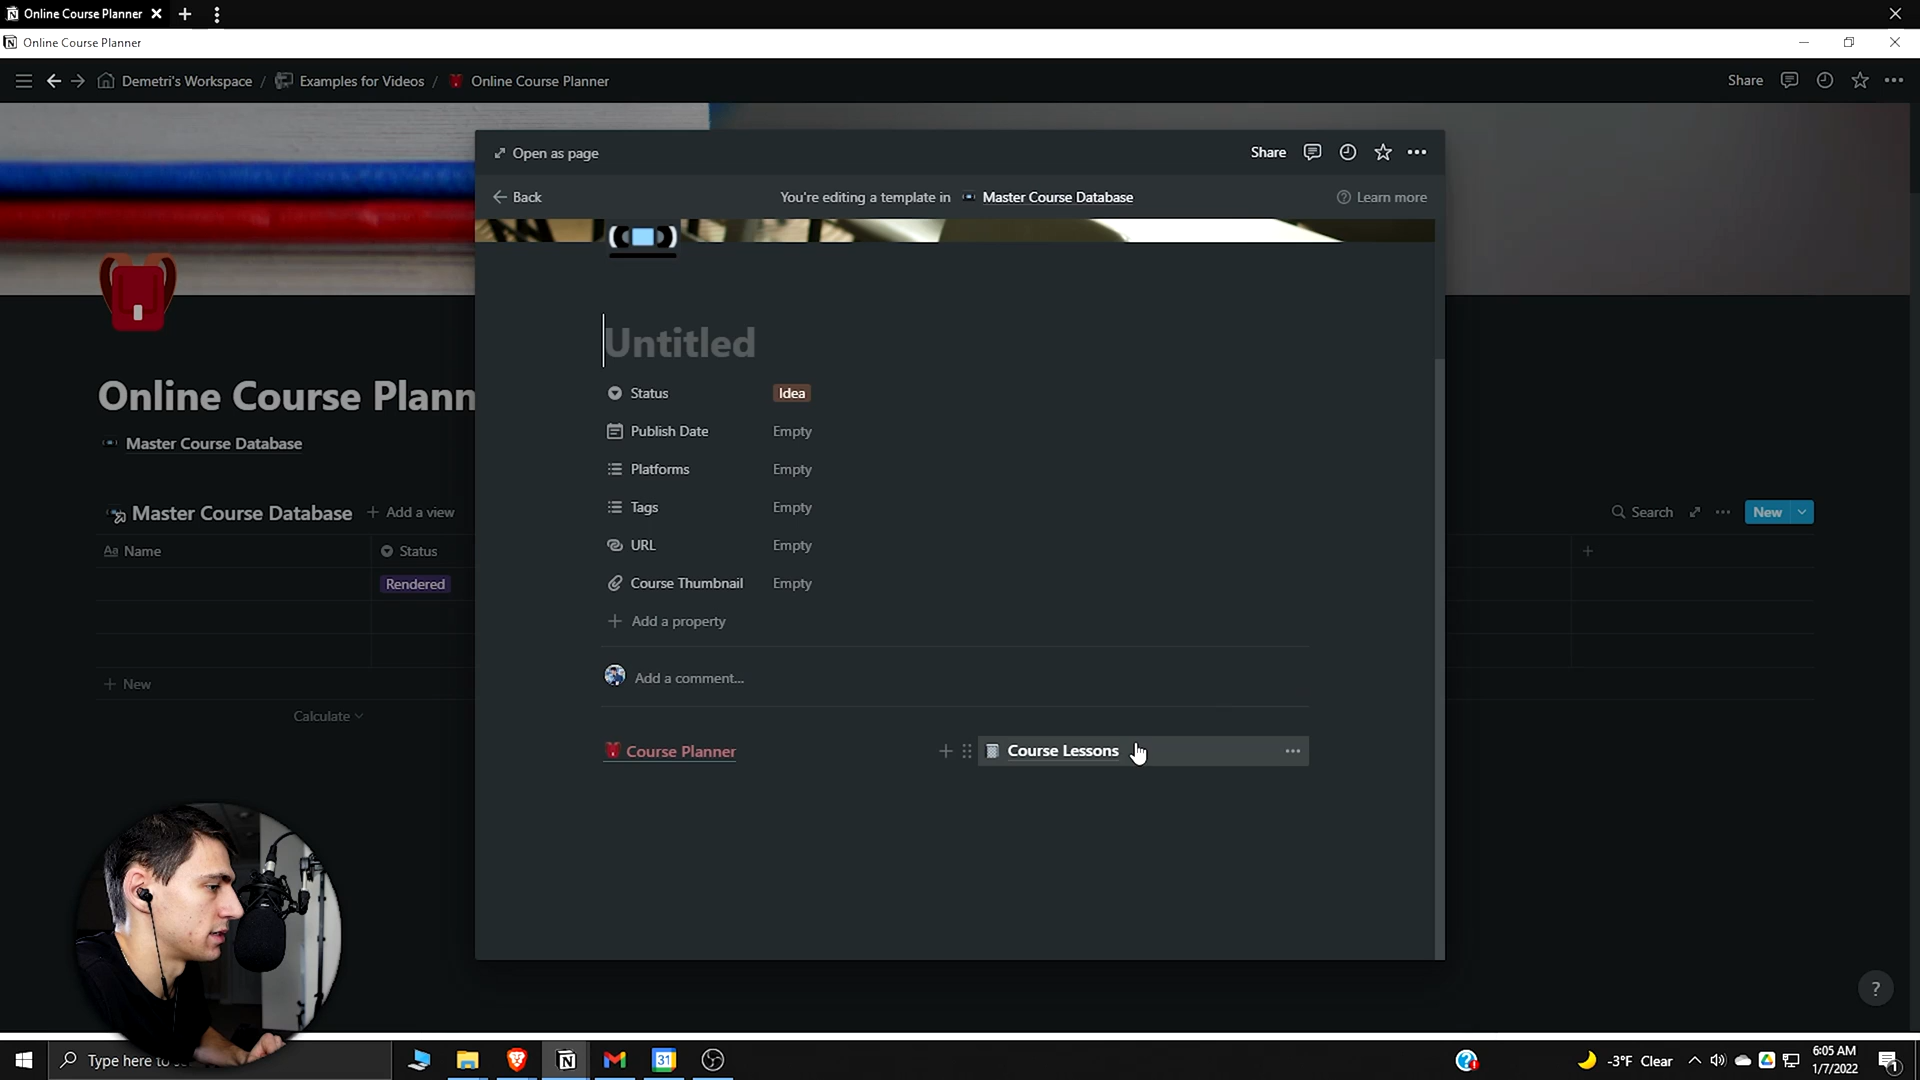 Online Course Planner
Online Course Planner
Demetri's Workspace / Examples for Videos / Online Course Planner
Share
Open as page
Share
Back
You're editing a template in Master Course Database
Learn more
Untitled
Status Idea
Publish Date Empty
Platforms Empty
Tags Empty
URL Empty
Course Thumbnail Empty
Add a property
Add a comment...
Course Planner
Course Lessons
Online Course Plann
Master Course Database
Master Course Database
Add a view
Search
New
Aa Name
Status
Rendered
New
Calculate
?
Type here to s
31
-3°F Clear
6:05 AM
1/7/2022
1